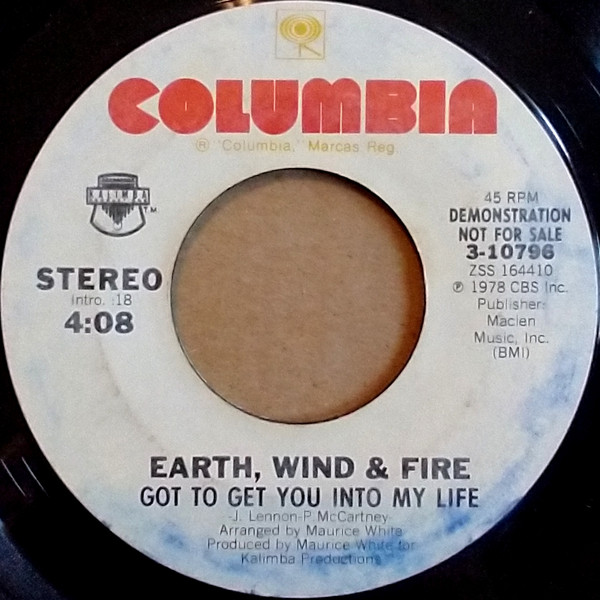 COLUMBIA
® "Columbia," Marcas Reg.
KALIMBA
T.M.
STEREO
Intro. :18
4:08
45 RPM
DEMONSTRATION
NOT FOR SALE
3-10796
ZSS 164410
℗ 1978 CBS Inc.
Publisher:
Maclen
Music, Inc.
(BMI)
EARTH, WIND & FIRE
GOT TO GET YOU INTO MY LIFE
-J. Lennon-P. McCartney-
Arranged by Maurice White
Produced by Maurice White for
Kalimba Productions